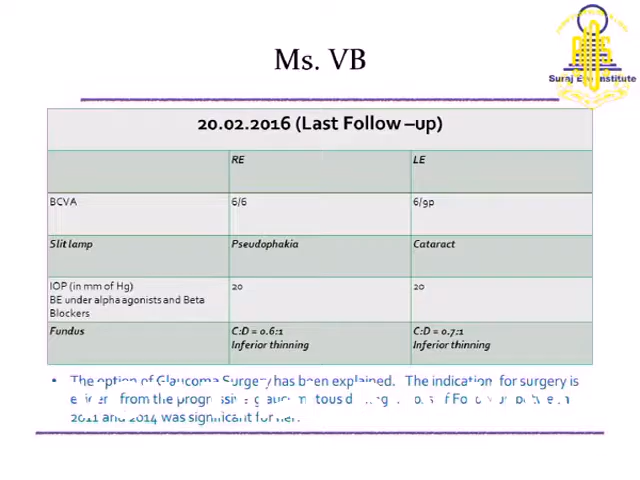 Ms. VB
Suraj Eye Institute
20.02.2016 (Last Follow –up)
RE LE
BCVA 6/6 6/9p
Slit lamp Pseudophakia Cataract
IOP (in mm of Hg) 20 20
BE under alpha agonists and Beta
Blockers
Fundus C:D = 0.6:1 C:D = 0.7:1
Inferior thinning Inferior thinning
• The option of Glaucoma Surgery has been explained. The indication for surgery is
from the progressive
2011 and 2014 was significant for her.